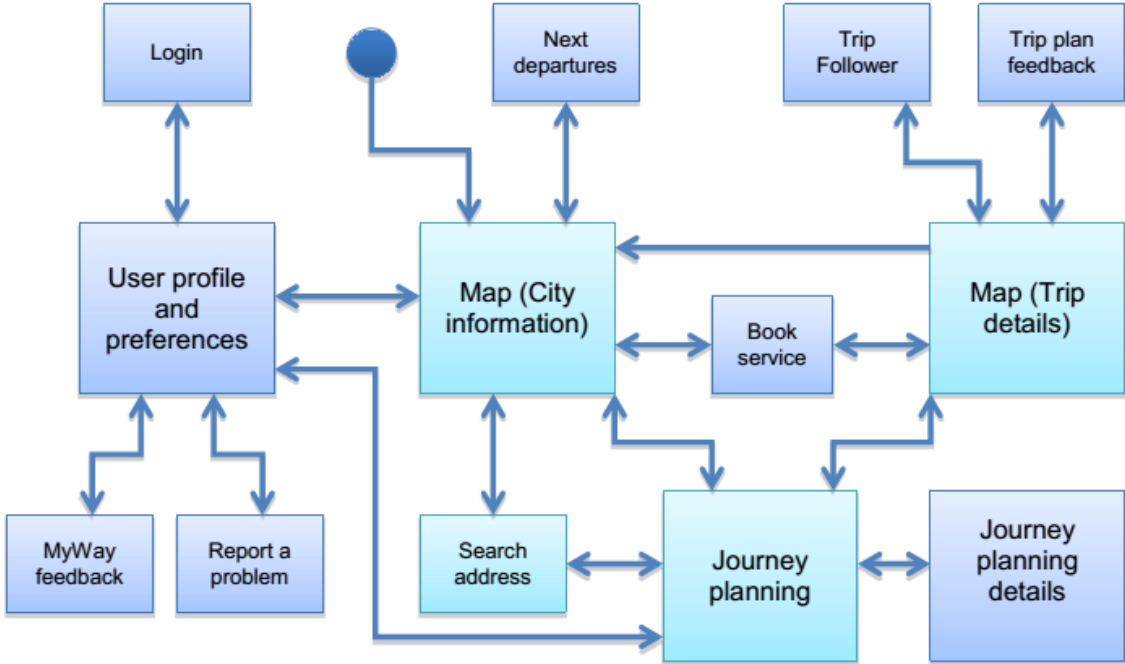 Login
Next
departures
Trip
Follower
Trip plan
feedback
User profile
and
preferences
Map (City
information)
Book
service
Map (Trip
details)
MyWay
feedback
Report a
problem
Search
address
Journey
planning
Journey
planning
details